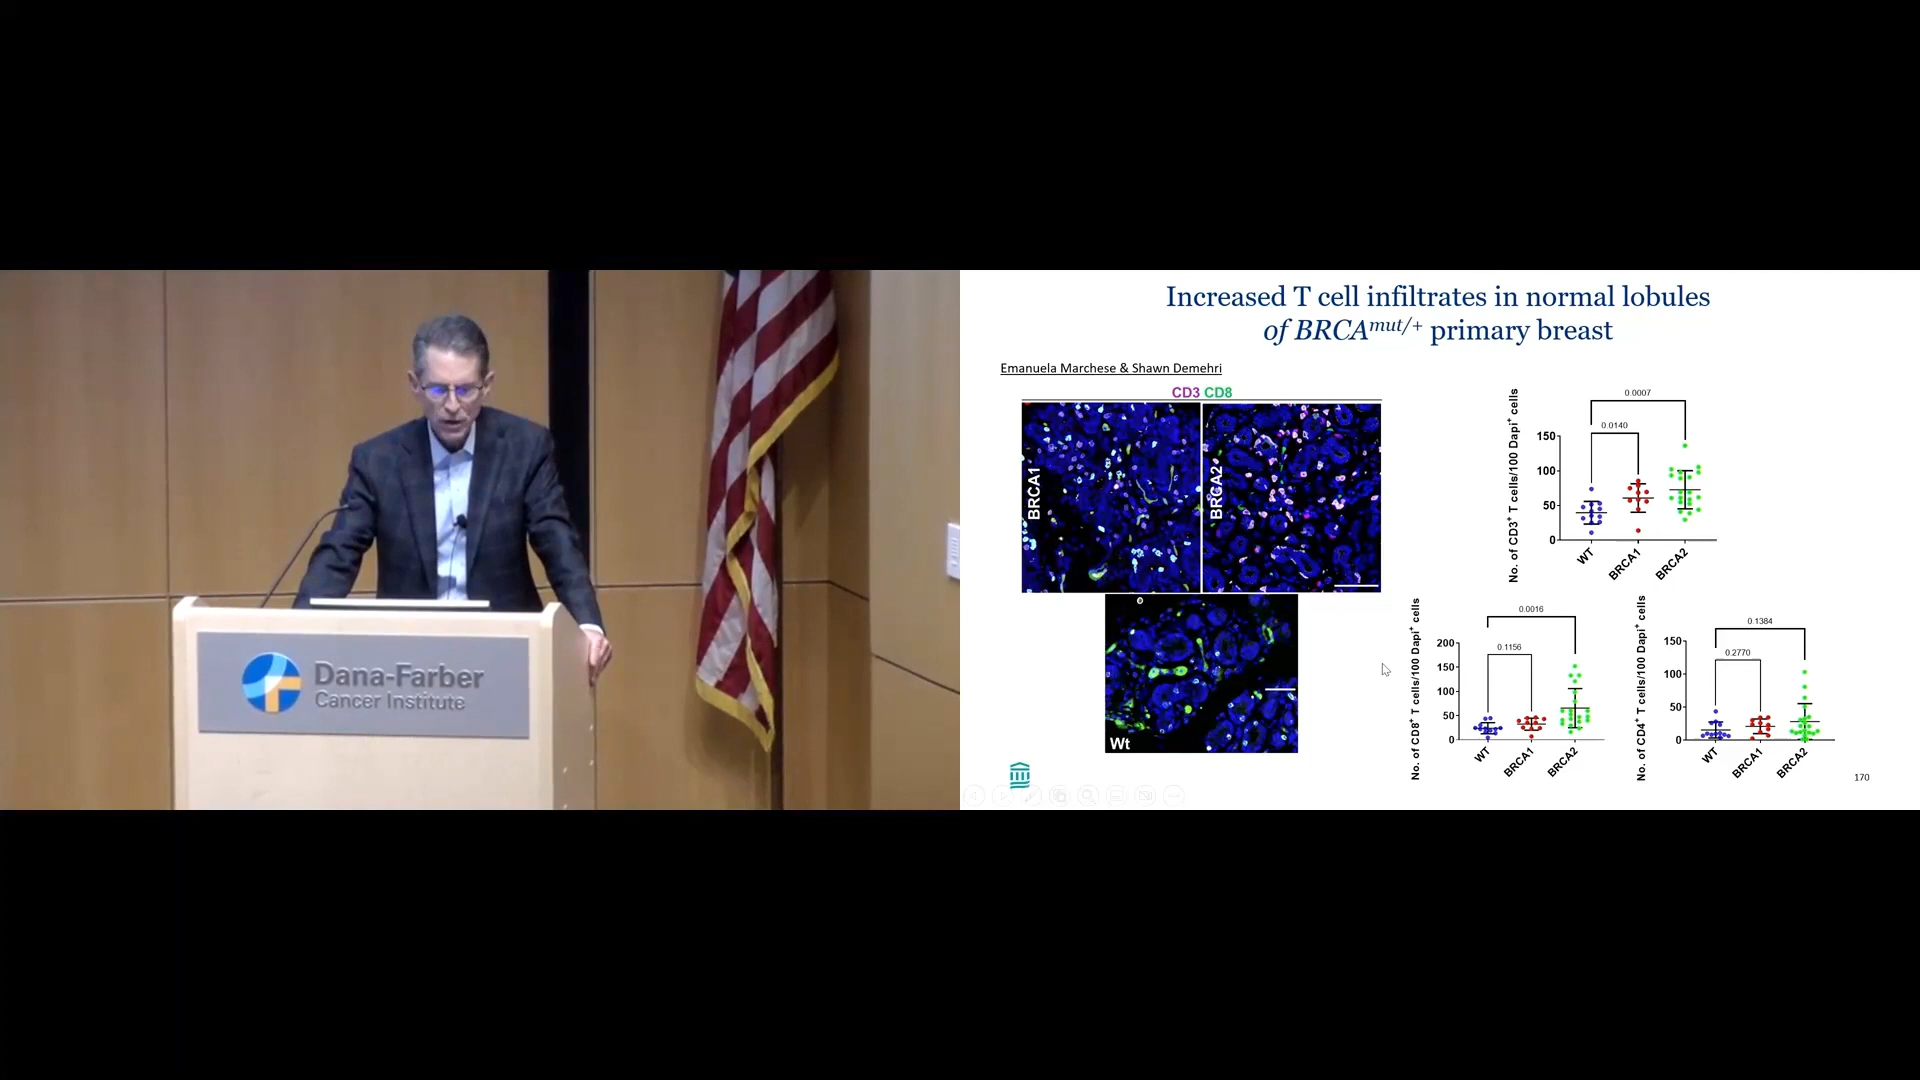 Dana-Farber
Cancer Institute
Increased T cell infiltrates in normal lobules
of BRCAmut/+ primary breast
Emanuela Marchese & Shawn Demehri
CD3 CD8
BRCA1
BRCA2
Wt
No. of CD3+ T cells/100 Dapi+ cells
0.0007
0.0140
150
100
50
0
WT
BRCA1
BRCA2
No. of CD8+ T cells/100 Dapi+ cells
0.0016
0.1156
200
150
100
50
0
WT
BRCA1
BRCA2
No. of CD4+ T cells/100 Dapi+ cells
0.1384
0.2770
150
100
50
0
WT
BRCA1
BRCA2
170